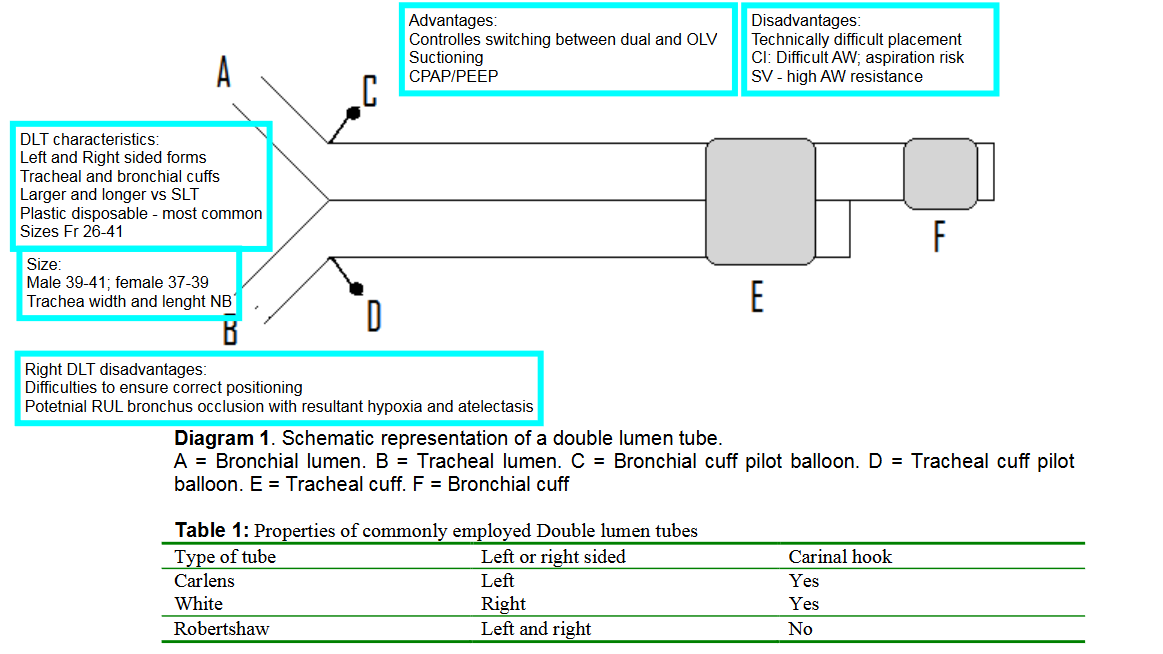 Advantages:
Controlles switching between dual and OLV
Suctioning
CPAP/PEEP
Disadvantages:
Technically difficult placement
CI: Difficult AW; aspiration risk
SV - high AW resistance
A
C
DLT characteristics:
Left and Right sided forms
Tracheal and bronchial cuffs
Larger and longer vs SLT
Plastic disposable - most common
Sizes Fr 26-41
F
Size:
Male 39-41; female 37-39
Trachea width and lenght NB
E
D
B
Right DLT disadvantages:
Difficulties to ensure correct positioning
Potetnial RUL bronchus occlusion with resultant hypoxia and atelectasis
Diagram 1. Schematic representation of a double lumen tube.
A = Bronchial lumen. B = Tracheal lumen. C = Bronchial cuff pilot balloon. D = Tracheal cuff pilot
balloon. E = Tracheal cuff. F = Bronchial cuff
Table 1: Properties of commonly employed Double lumen tubes
Type of tube Left or right sided Carinal hook
Carlens Left Yes
White Right Yes
Robertshaw Left and right No